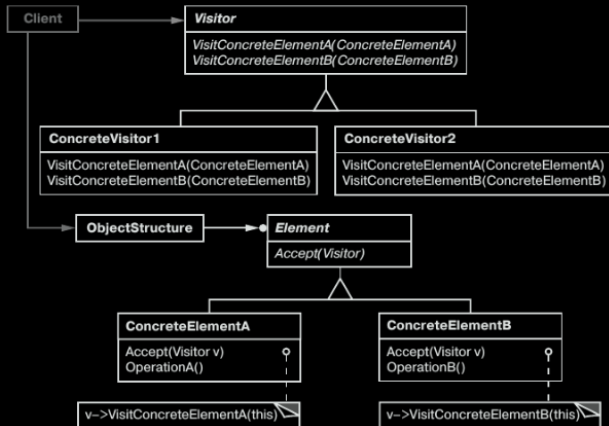 Client
Visitor
VisitConcreteElementA(ConcreteElementA)
VisitConcreteElementB(ConcreteElementB)
ConcreteVisitor1
VisitConcreteElementA(ConcreteElementA)
VisitConcreteElementB(ConcreteElementB)
ConcreteVisitor2
VisitConcreteElementA(ConcreteElementA)
VisitConcreteElementB(ConcreteElementB)
ObjectStructure
Element
Accept(Visitor)
ConcreteElementA
Accept(Visitor v)
OperationA()
ConcreteElementB
Accept(Visitor v)
OperationB()
v–>VisitConcreteElementA(this)
v–>VisitConcreteElementB(this)